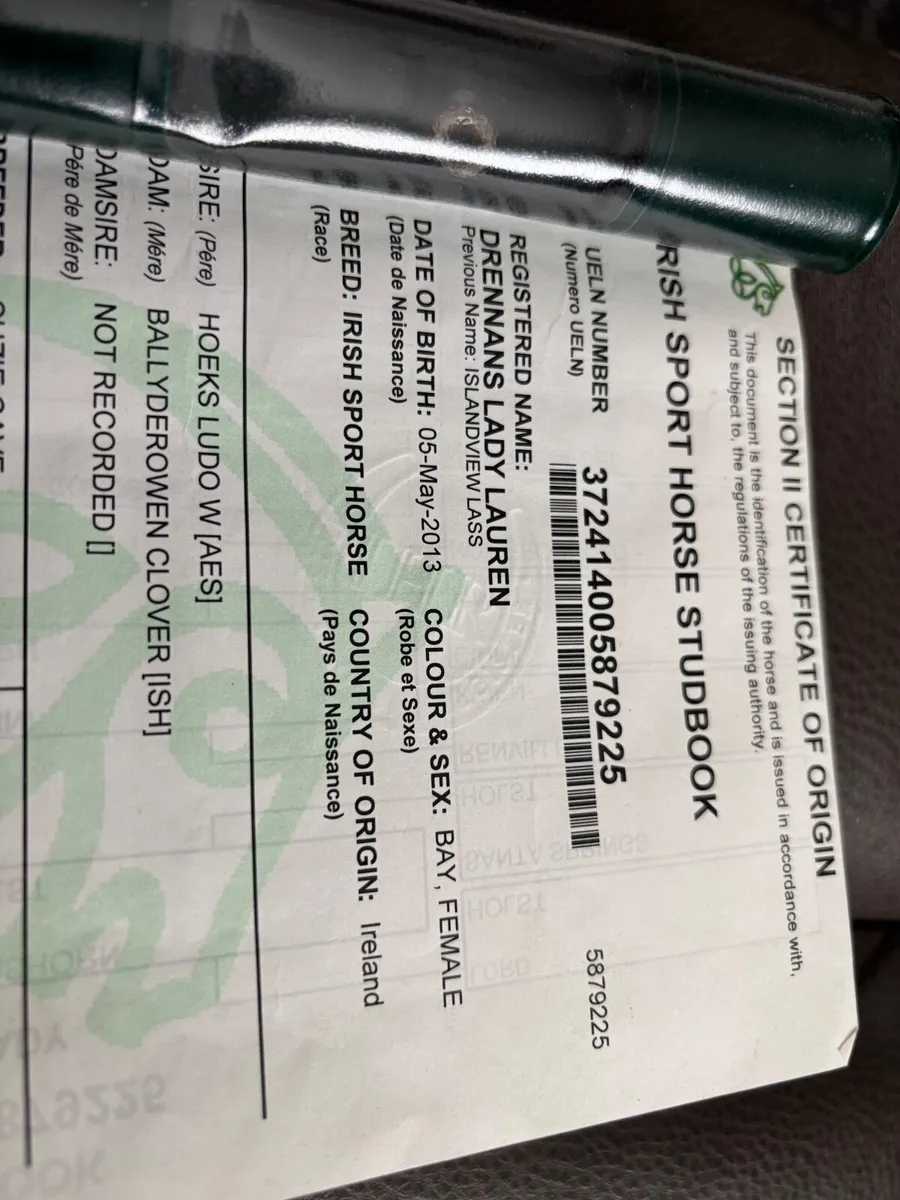 SECTION II CERTIFICATE OF ORIGIN
This document is the identification of the horse and is issued in accordance with,
and subject to, the regulations of the issuing authority.
RISH SPORT HORSE STUDBOOK
UELN NUMBER 372414005879225 5879225
(Numero UELN)
REGISTERED NAME:
DRENNANS LADY LAUREN
Previous Name: ISLANDVIEW LASS
DATE OF BIRTH: 05-May-2013 COLOUR & SEX: BAY, FEMALE
(Date de Naissance) (Robe et Sexe)
BREED: IRISH SPORT HORSE COUNTRY OF ORIGIN: Ireland
(Race) (Pays de Naissance)
SIRE: (Pére) HOEKS LUDO W [AES]
DAM: (Mére) BALLYDEROWEN CLOVER [ISH]
DAMSIRE: NOT RECORDED []
Pére de Mére)